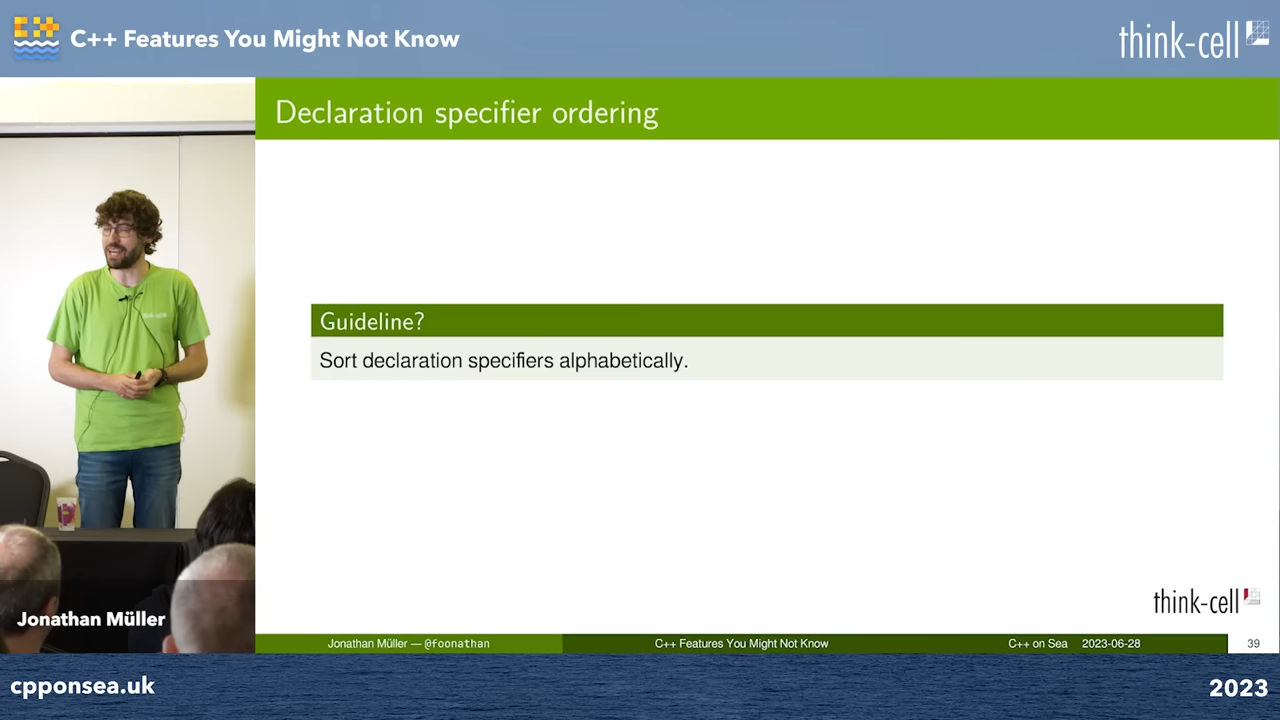 C++
C++ Features You Might Not Know
think-cell
Declaration specifier ordering
Guideline?
Sort declaration specifiers alphabetically.
think-cell
Jonathan Müller
Jonathan Müller — @foonathan
C++ Features You Might Not Know
C++ on Sea 2023-06-28
39
cpponsea.uk
2023